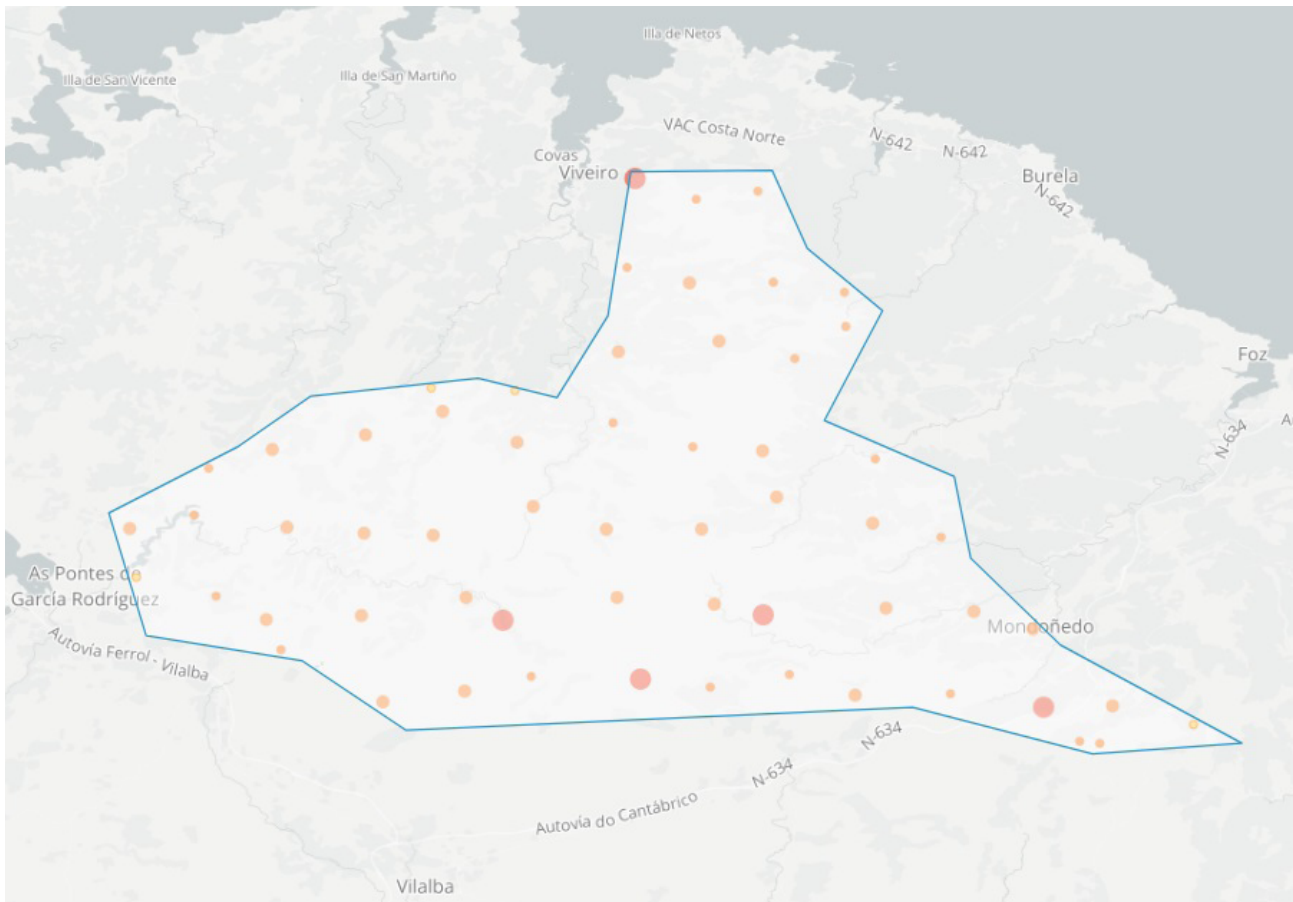 Illa de Netos
Illa de San Vicente
Illa de San Martiño
VAC Costa Norte
N-642
N-642
Covas
Viveiro
Burela
N-642
Foz
N-634
As Pontes de
García Rodríguez
Mondoñedo
Autovía Ferrol - Vilalba
N-634
N-634
Autovía do Cantábrico
Vilalba